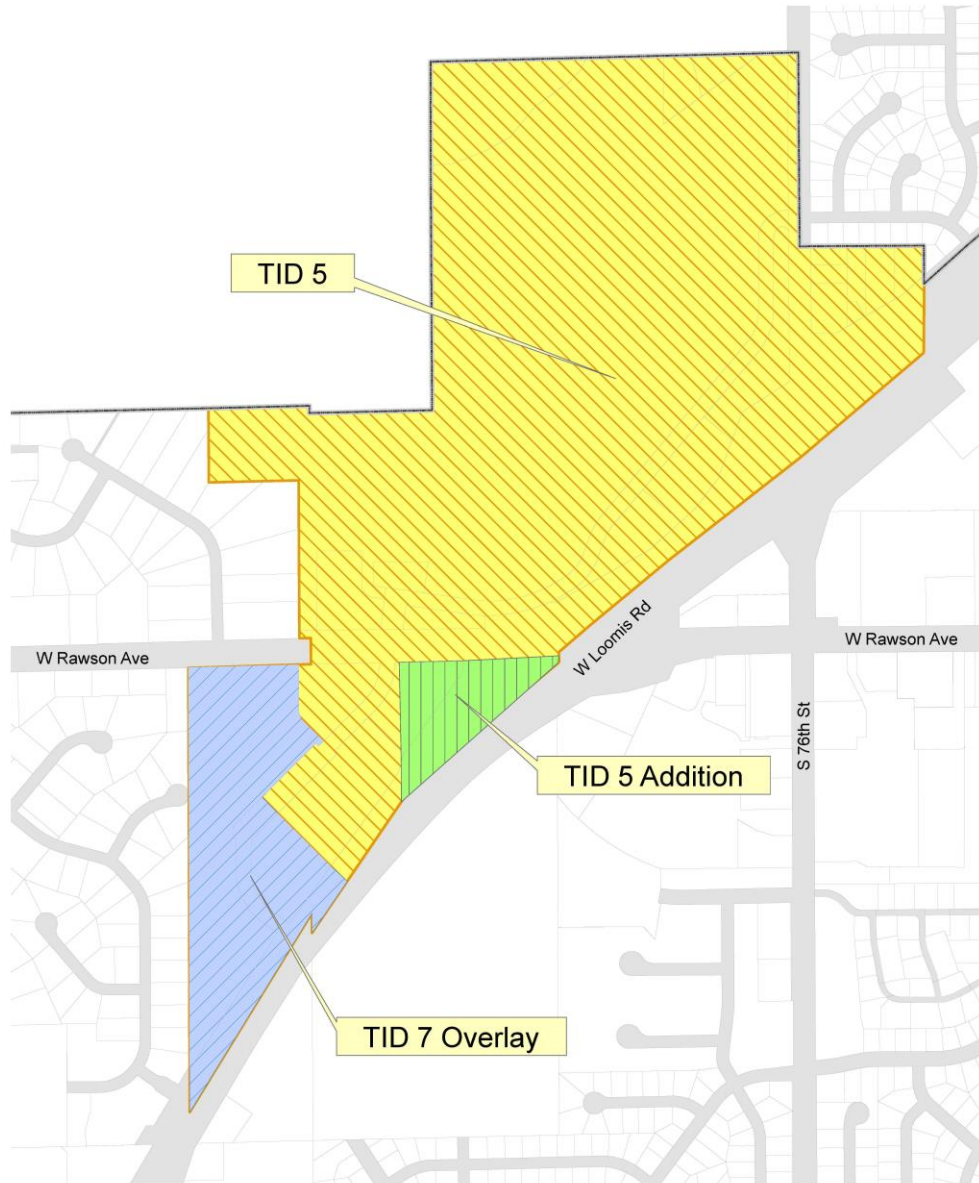 TID 5
W Loomis Rd
W Rawson Ave
W Rawson Ave
S 76th St
TID 5 Addition
TID 7 Overlay